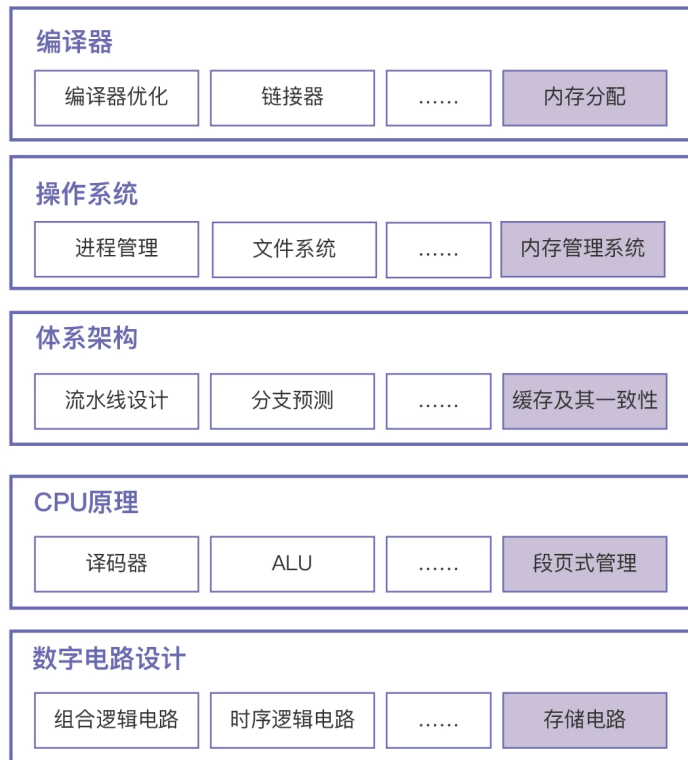 编译器
编译器优化 链接器 …… 内存分配
操作系统
进程管理 文件系统 …… 内存管理系统
体系架构
流水线设计 分支预测 …… 缓存及其一致性
CPU原理
译码器 ALU …… 段页式管理
数字电路设计
组合逻辑电路 时序逻辑电路 …… 存储电路